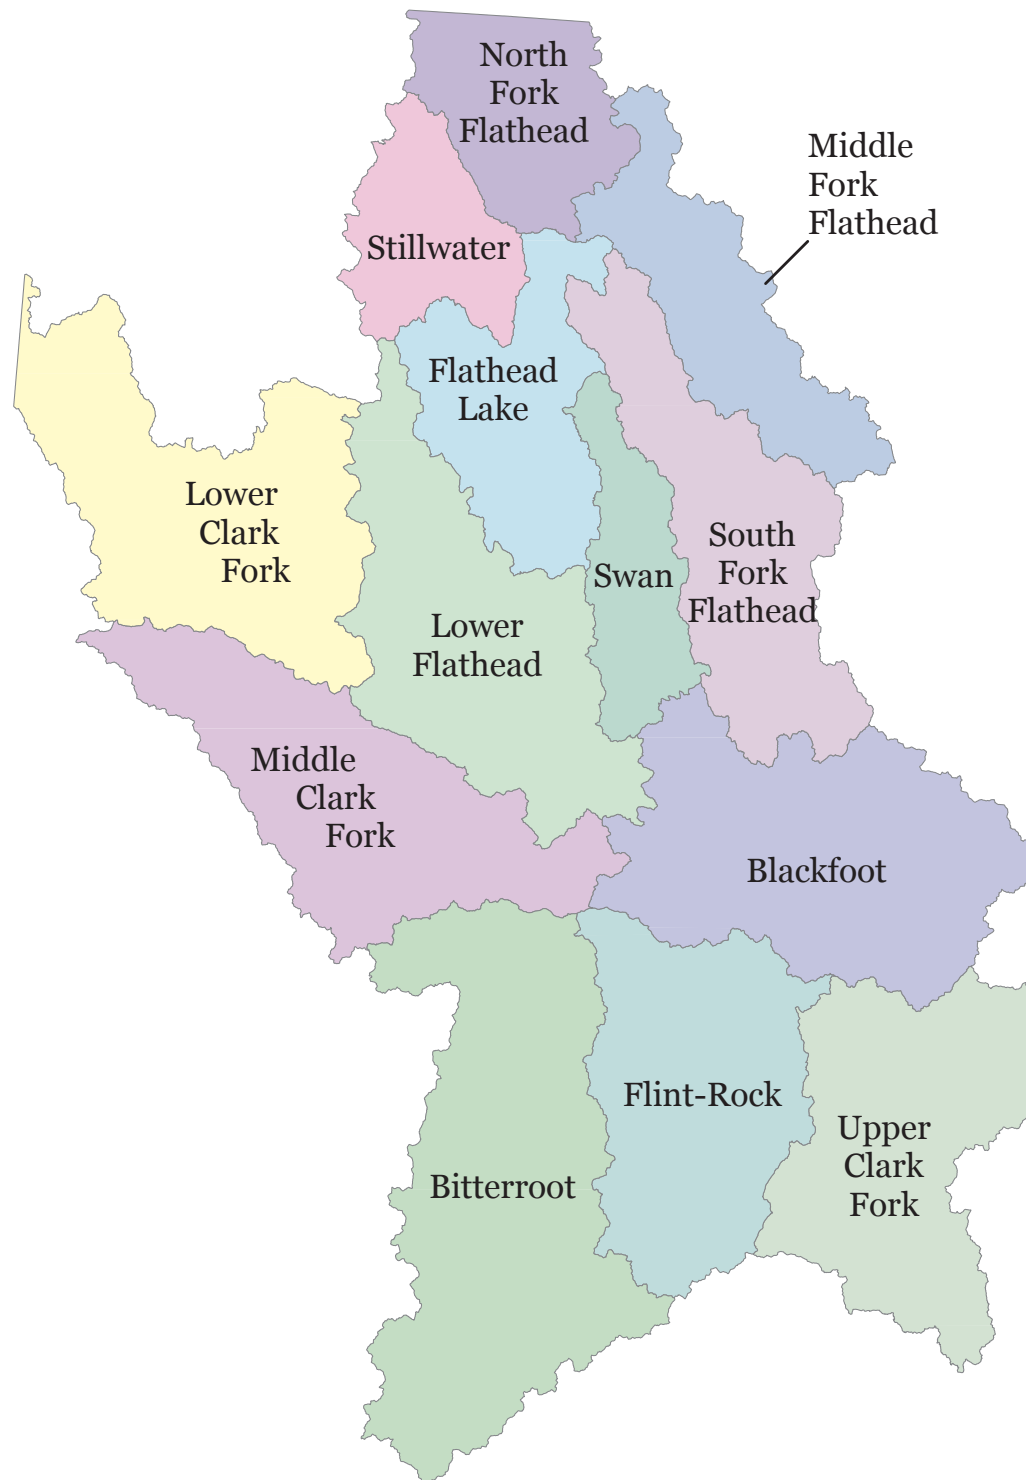 North
Fork
Flathead
Middle
Fork
Flathead
Stillwater
Flathead
Lake
Lower
Clark
Fork
South
Fork
Flathead
Swan
Lower
Flathead
Middle
Clark
Fork
Blackfoot
Flint-Rock
Upper
Clark
Fork
Bitterroot